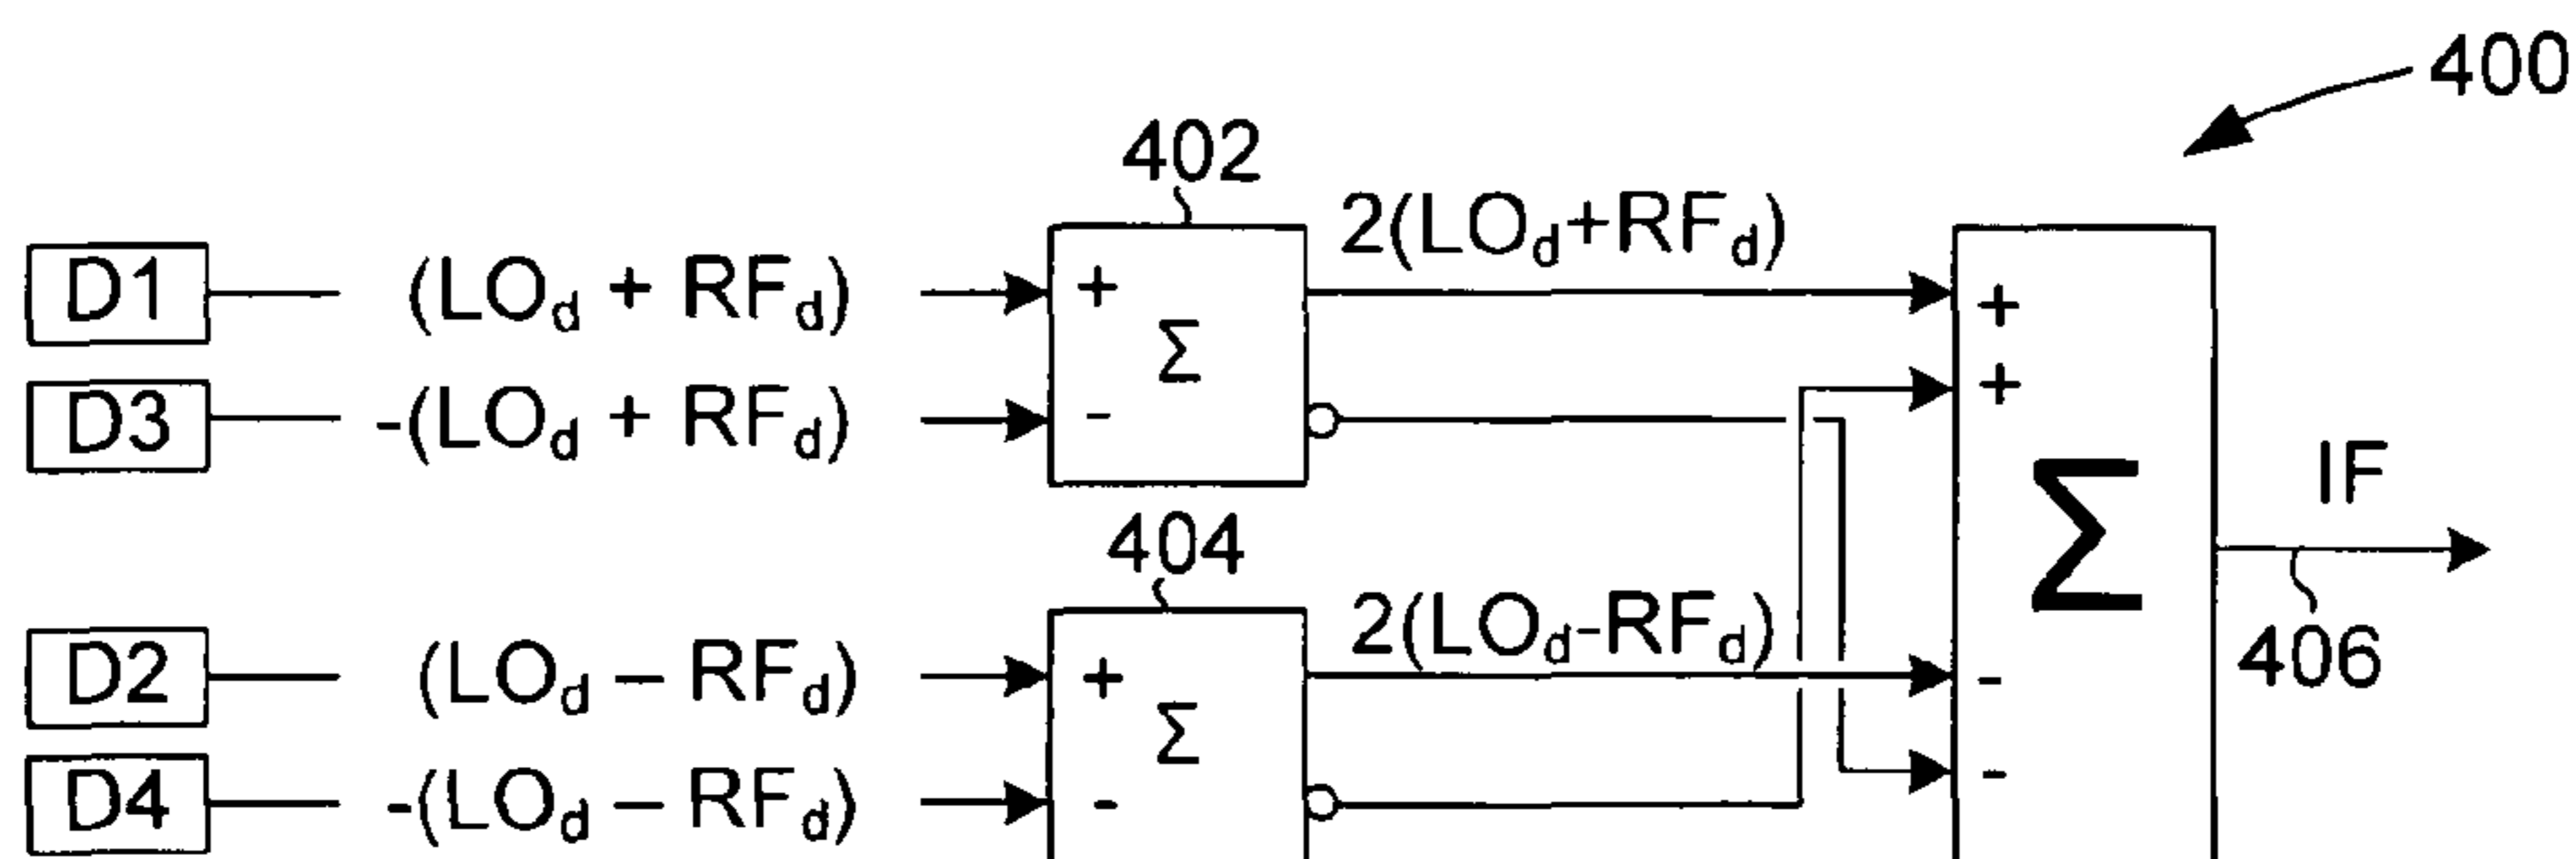 400
402
2(LOd+RFd)
D1 (LOd + RFd) + Σ +
D3 -(LOd + RFd) - +
Σ
IF
404
2(LOd-RFd)
406
D2 (LOd – RFd) + Σ -
D4 -(LOd – RFd) - -